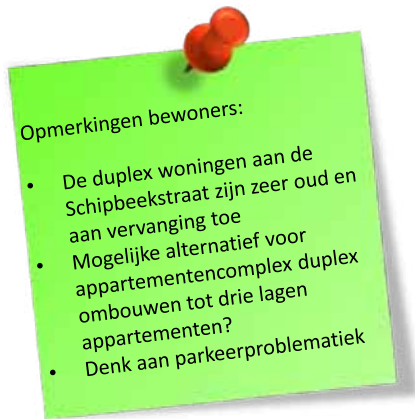 Opmerkingen bewoners:
• De duplex woningen aan de
Schipbeekstraat zijn zeer oud en
aan vervanging toe
• Mogelijke alternatief voor
appartementencomplex duplex
ombouwen tot drie lagen
appartementen?
• Denk aan parkeerproblematiek